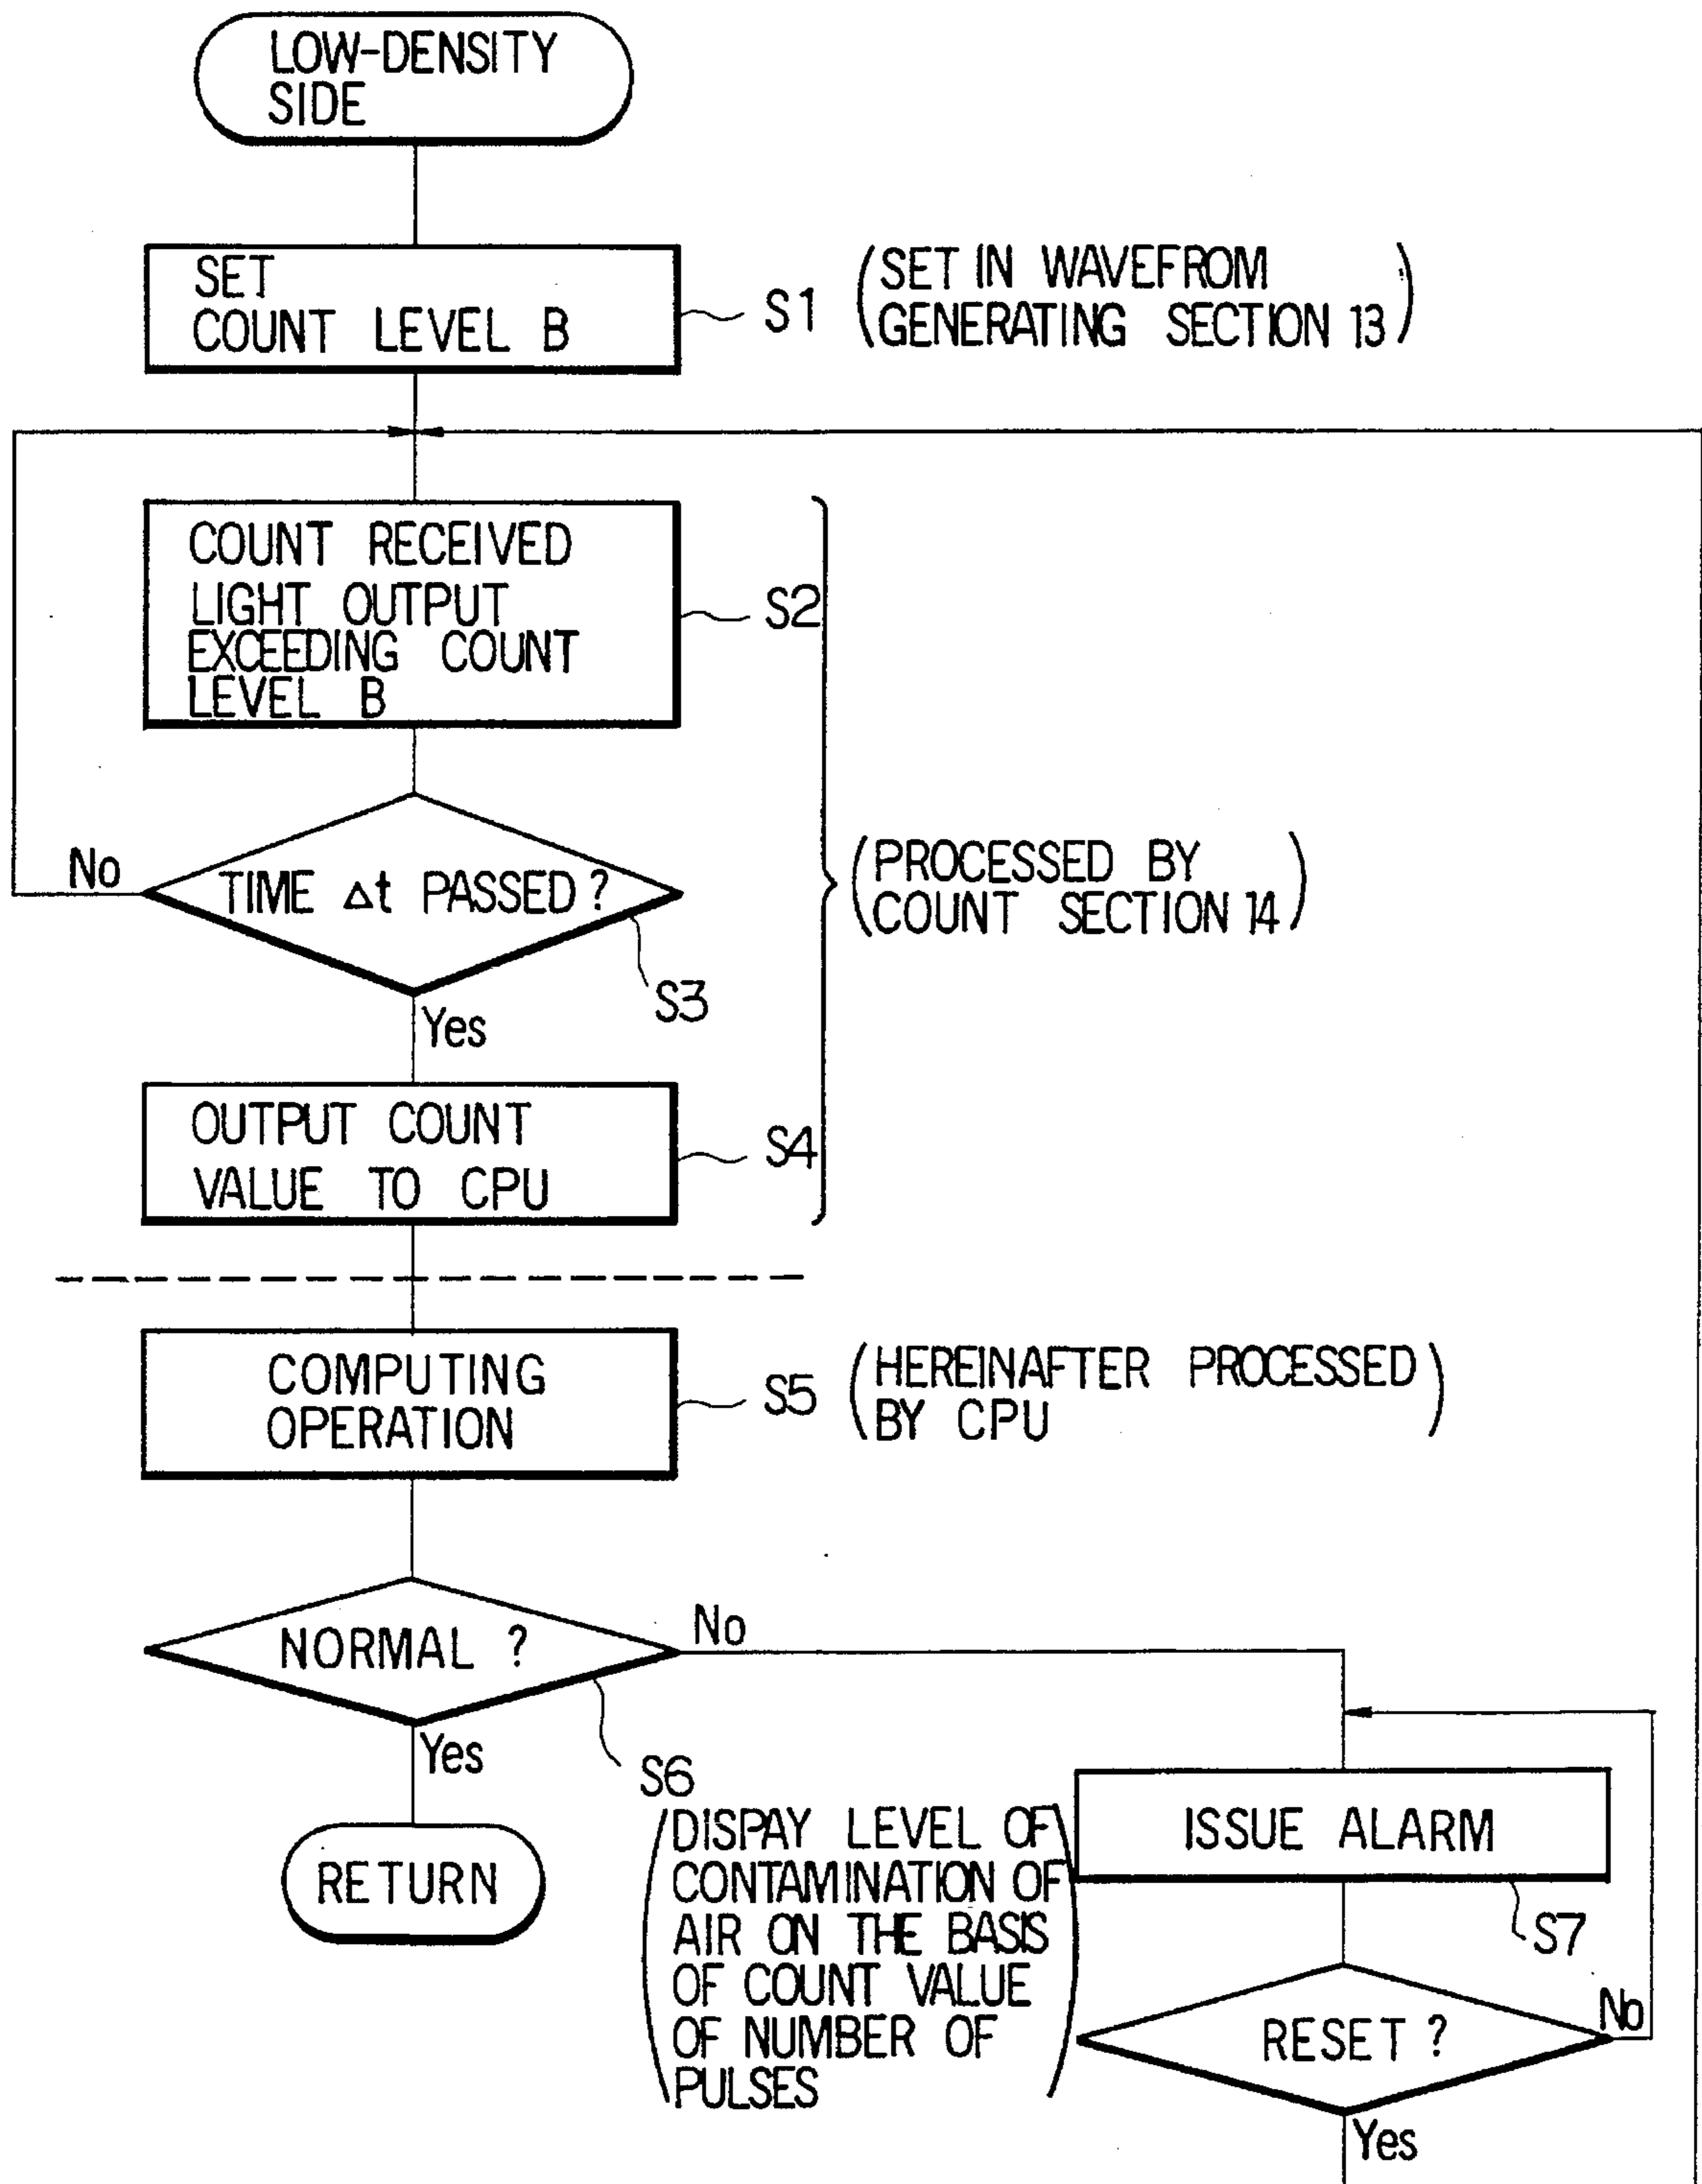 LOW-DENSITY
SIDE
SET
COUNT LEVEL B
S1
(SET IN WAVEFROM
GENERATING SECTION 13)
COUNT RECEIVED
LIGHT OUTPUT
EXCEEDING COUNT
LEVEL B
S2
No
TIME Δt PASSED ?
S3
(PROCESSED BY
COUNT SECTION 14)
Yes
OUTPUT COUNT
VALUE TO CPU
S4
COMPUTING
OPERATION
S5
(HEREINAFTER PROCESSED
BY CPU)
NORMAL ?
No
Yes
S6
(DISPAY LEVEL OF
CONTAMINATION OF
AIR ON THE BASIS
OF COUNT VALUE
OF NUMBER OF
PULSES)
RETURN
ISSUE ALARM
S7
RESET ?
No
Yes